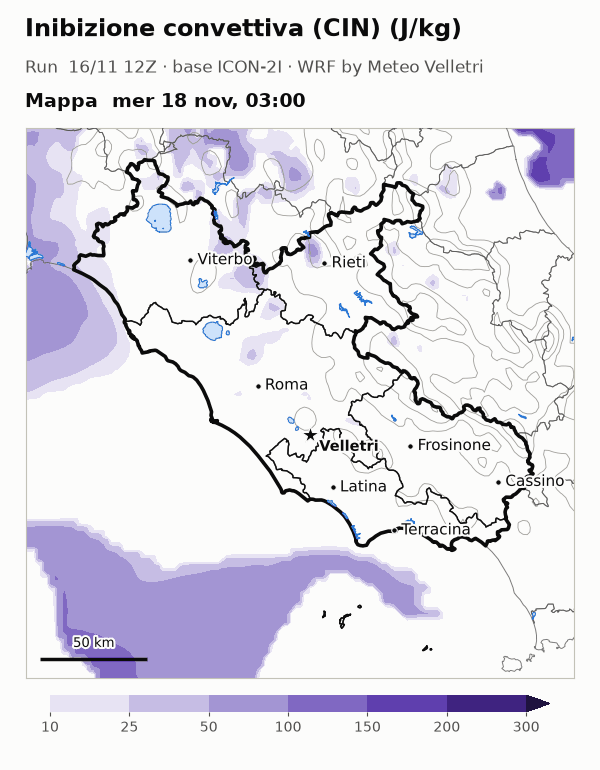 Inibizione convettiva (CIN) (J/kg)
Run 16/11 12Z · base ICON-2I · WRF by Meteo Velletri
Mappa mer 18 nov, 03:00
Viterbo
Rieti
Roma
Velletri
Frosinone
Latina
Cassino
Terracina
50 km
10 25 50 100 150 200 300